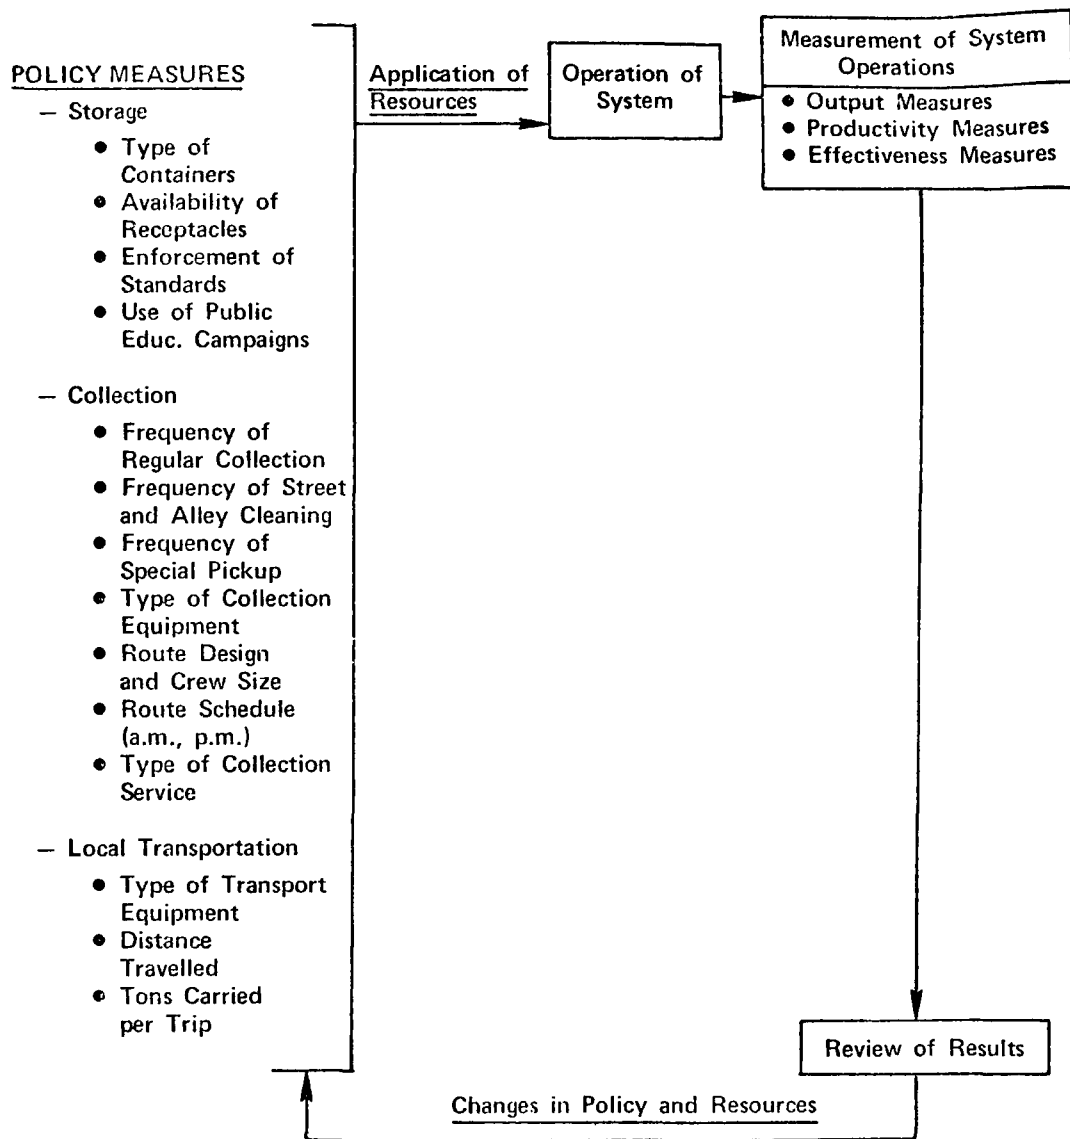 POLICY MEASURES
— Storage
● Type of
Containers
● Availability of
Receptacles
● Enforcement of
Standards
● Use of Public
Educ. Campaigns
— Collection
● Frequency of
Regular Collection
● Frequency of Street
and Alley Cleaning
● Frequency of
Special Pickup
● Type of Collection
Equipment
● Route Design
and Crew Size
● Route Schedule
(a.m., p.m.)
● Type of Collection
Service
— Local Transportation
● Type of Transport
Equipment
● Distance
Travelled
● Tons Carried
per Trip
Application of
Resources
Operation of
System
Measurement of System
Operations
● Output Measures
● Productivity Measures
● Effectiveness Measures
Review of Results
Changes in Policy and Resources